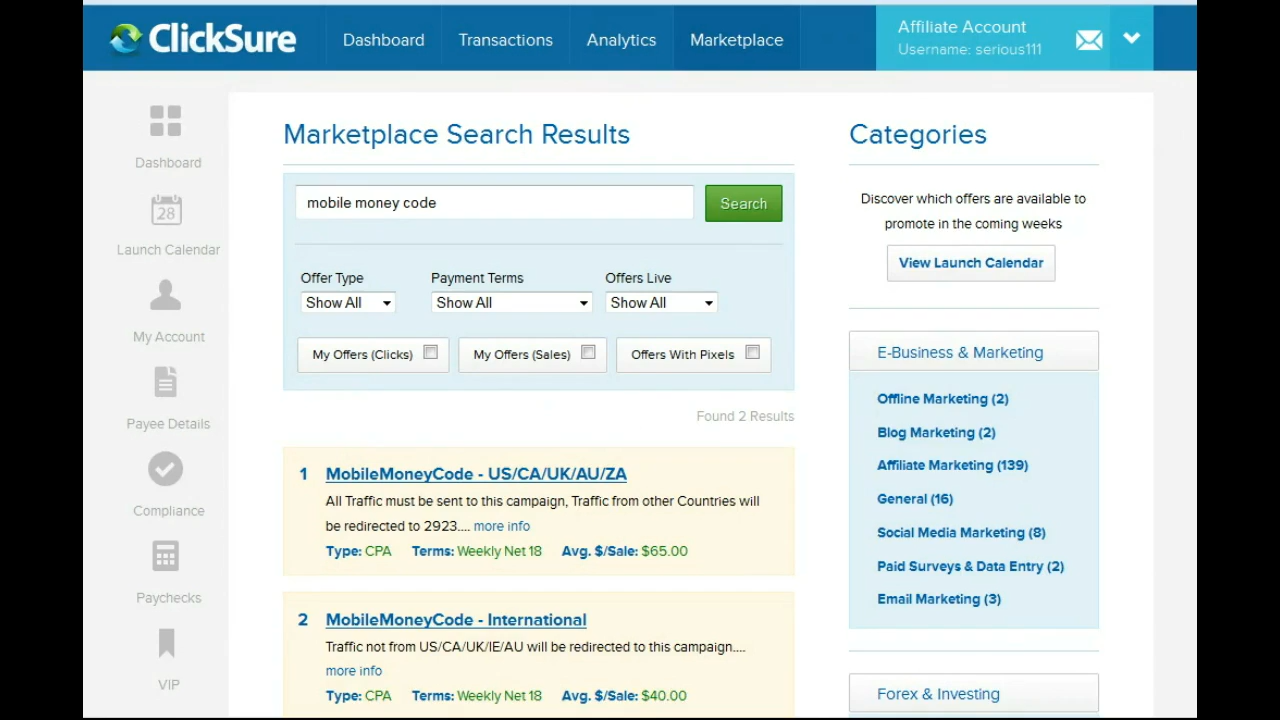 ClickSure
Dashboard
Transactions
Analytics
Marketplace
Affiliate Account
Username: serious111
Dashboard
28
Launch Calendar
My Account
Payee Details
Compliance
Paychecks
VIP
Marketplace Search Results
mobile money code
Search
Offer Type
Payment Terms
Offers Live
Show All
Show All
Show All
My Offers (Clicks)
My Offers (Sales)
Offers With Pixels
Found 2 Results
1 MobileMoneyCode - US/CA/UK/AU/ZA
All Traffic must be sent to this campaign, Traffic from other Countries will
be redirected to 2923.... more info
Type: CPA Terms: Weekly Net 18 Avg. $/Sale: $65.00
2 MobileMoneyCode - International
Traffic not from US/CA/UK/IE/AU will be redirected to this campaign....
more info
Type: CPA Terms: Weekly Net 18 Avg. $/Sale: $40.00
Categories
Discover which offers are available to
promote in the coming weeks
View Launch Calendar
E-Business & Marketing
Offline Marketing (2)
Blog Marketing (2)
Affiliate Marketing (139)
General (16)
Social Media Marketing (8)
Paid Surveys & Data Entry (2)
Email Marketing (3)
Forex & Investing